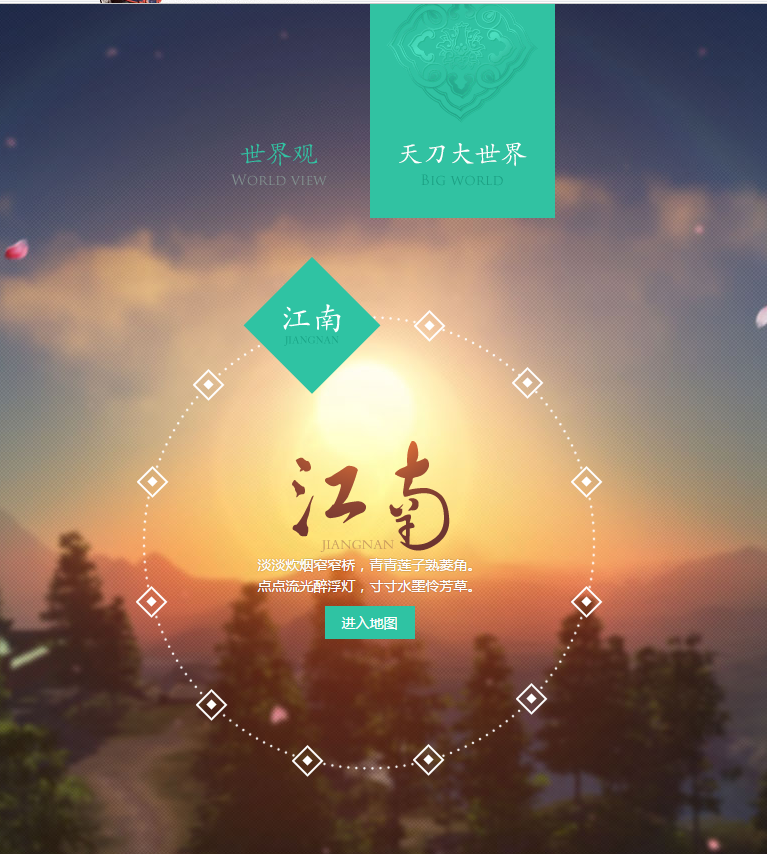 世界观
WORLD VIEW
天刀大世界
BIG WORLD
江南
JIANGNAN
江南
JIANGNAN
淡淡炊烟窄窄桥，青青莲子熟菱角。
点点流光醉浮灯，寸寸水墨怜芳草。
进入地图